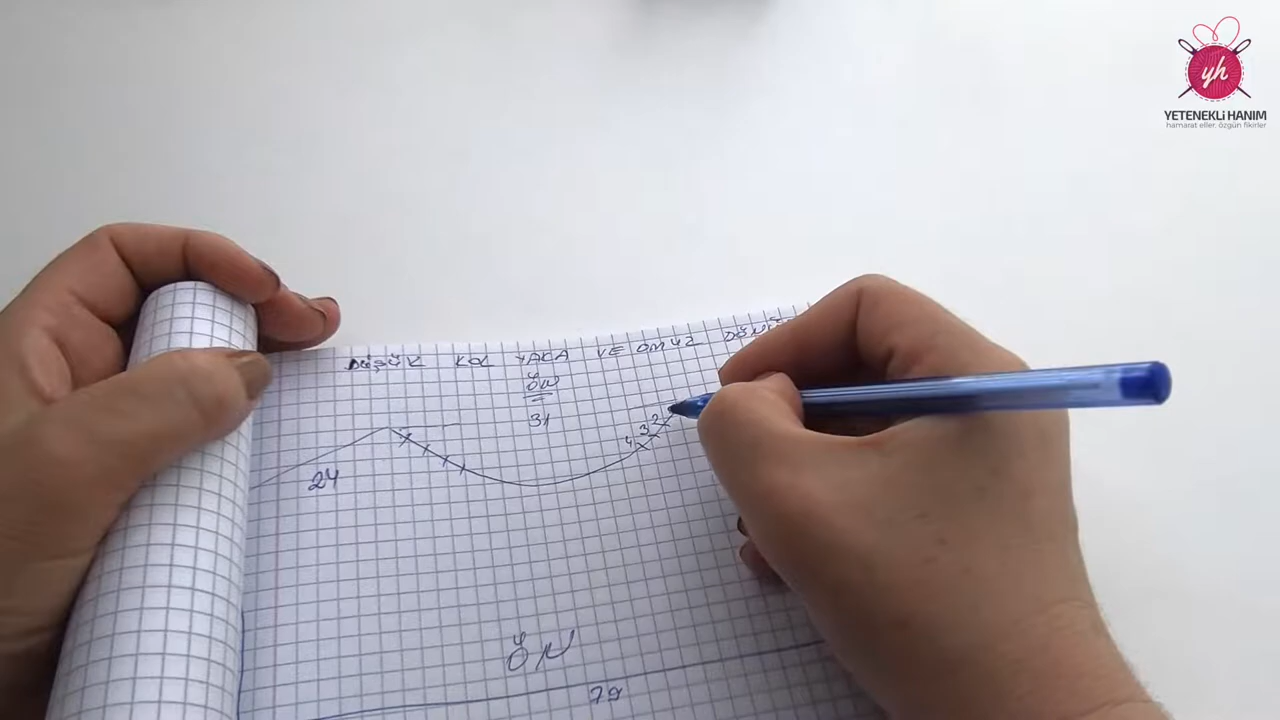 yh
YETENEKLİ HANIM
hamarat eller, özgün fikirler
DÜŞÜK KOL YAKA VE OMUZ
ÖN
31
2
3
4
24
ÖN
79